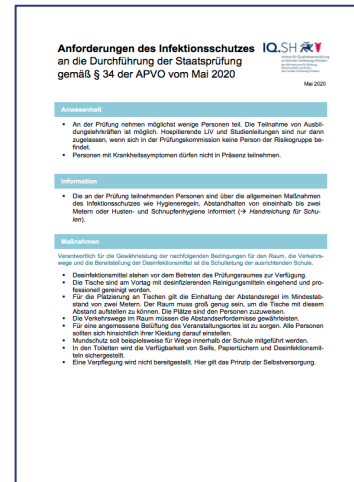 Anforderungen des Infektionsschutzes
IQ.SH
an die Durchführung der Staatsprüfung
gemäß § 34 der APVO vom Mai 2020
Institut für Qualitätsentwicklung
an Schulen Schleswig-Holstein
Mai 2020
Anwesenheit
▪ An der Prüfung nehmen möglichst wenige Personen teil. Die Teilnahme von Ausbil-
dungslehrkräften ist möglich. Hospitierende LiV und Studienleitungen sind nur dann
zugelassen, wenn sich in der Prüfungskommission keine Person der Risikogruppe be-
findet.
▪ Personen mit Krankheitssymptomen dürfen nicht in Präsenz teilnehmen.
Information
▪ Die an der Prüfung teilnehmenden Personen sind über die allgemeinen Maßnahmen
des Infektionsschutzes wie Hygieneregeln, Abstandhalten von eineinhalb bis zwei
Metern oder Husten- und Schnupfenhygiene informiert (→ Handreichung für Schu-
len).
Maßnahmen
Verantwortlich für die Gewährleistung der nachfolgenden Bedingungen für den Raum, die Verkehrs-
wege und die Bereitstellung der Desinfektionsmittel ist die Schulleitung der ausrichtenden Schule.
▪ Desinfektionsmittel stehen vor dem Betreten des Prüfungsraumes zur Verfügung.
▪ Die Tische sind am Vortag mit desinfizierenden Reinigungsmitteln eingehend und pro-
fessionell gereinigt worden.
▪ Für die Platzierung an Tischen gilt die Einhaltung der Abstandsregel im Mindestab-
stand von zwei Metern. Der Raum muss groß genug sein, um die Tische mit diesem
Abstand aufstellen zu können. Die Plätze sind den Personen zuzuweisen.
▪ Die Verkehrswege im Raum müssen die Abstandserfordernisse gewährleisten.
▪ Für eine angemessene Belüftung des Veranstaltungsortes ist zu sorgen. Alle Personen
sollten sich hinsichtlich ihrer Kleidung darauf einstellen.
▪ Mundschutz soll beispielsweise für Wege innerhalb der Schule mitgeführt werden.
▪ In den Toiletten wird die Verfügbarkeit von Seife, Papiertüchern und Desinfektionsmit-
teln sichergestellt.
▪ Eine Verpflegung wird nicht bereitgestellt. Hier gilt das Prinzip der Selbstversorgung.